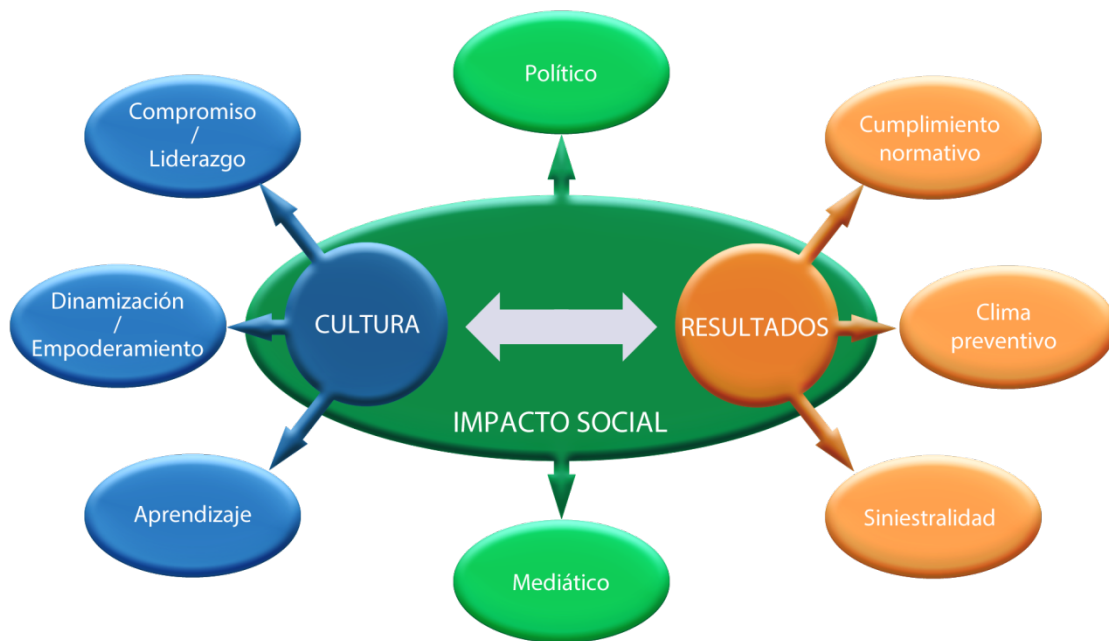 Político
Compromiso
/
Liderazgo
Cumplimiento
normativo
Dinamización
/
Empoderamiento
CULTURA
RESULTADOS
Clima
preventivo
IMPACTO SOCIAL
Aprendizaje
Siniestralidad
Mediático